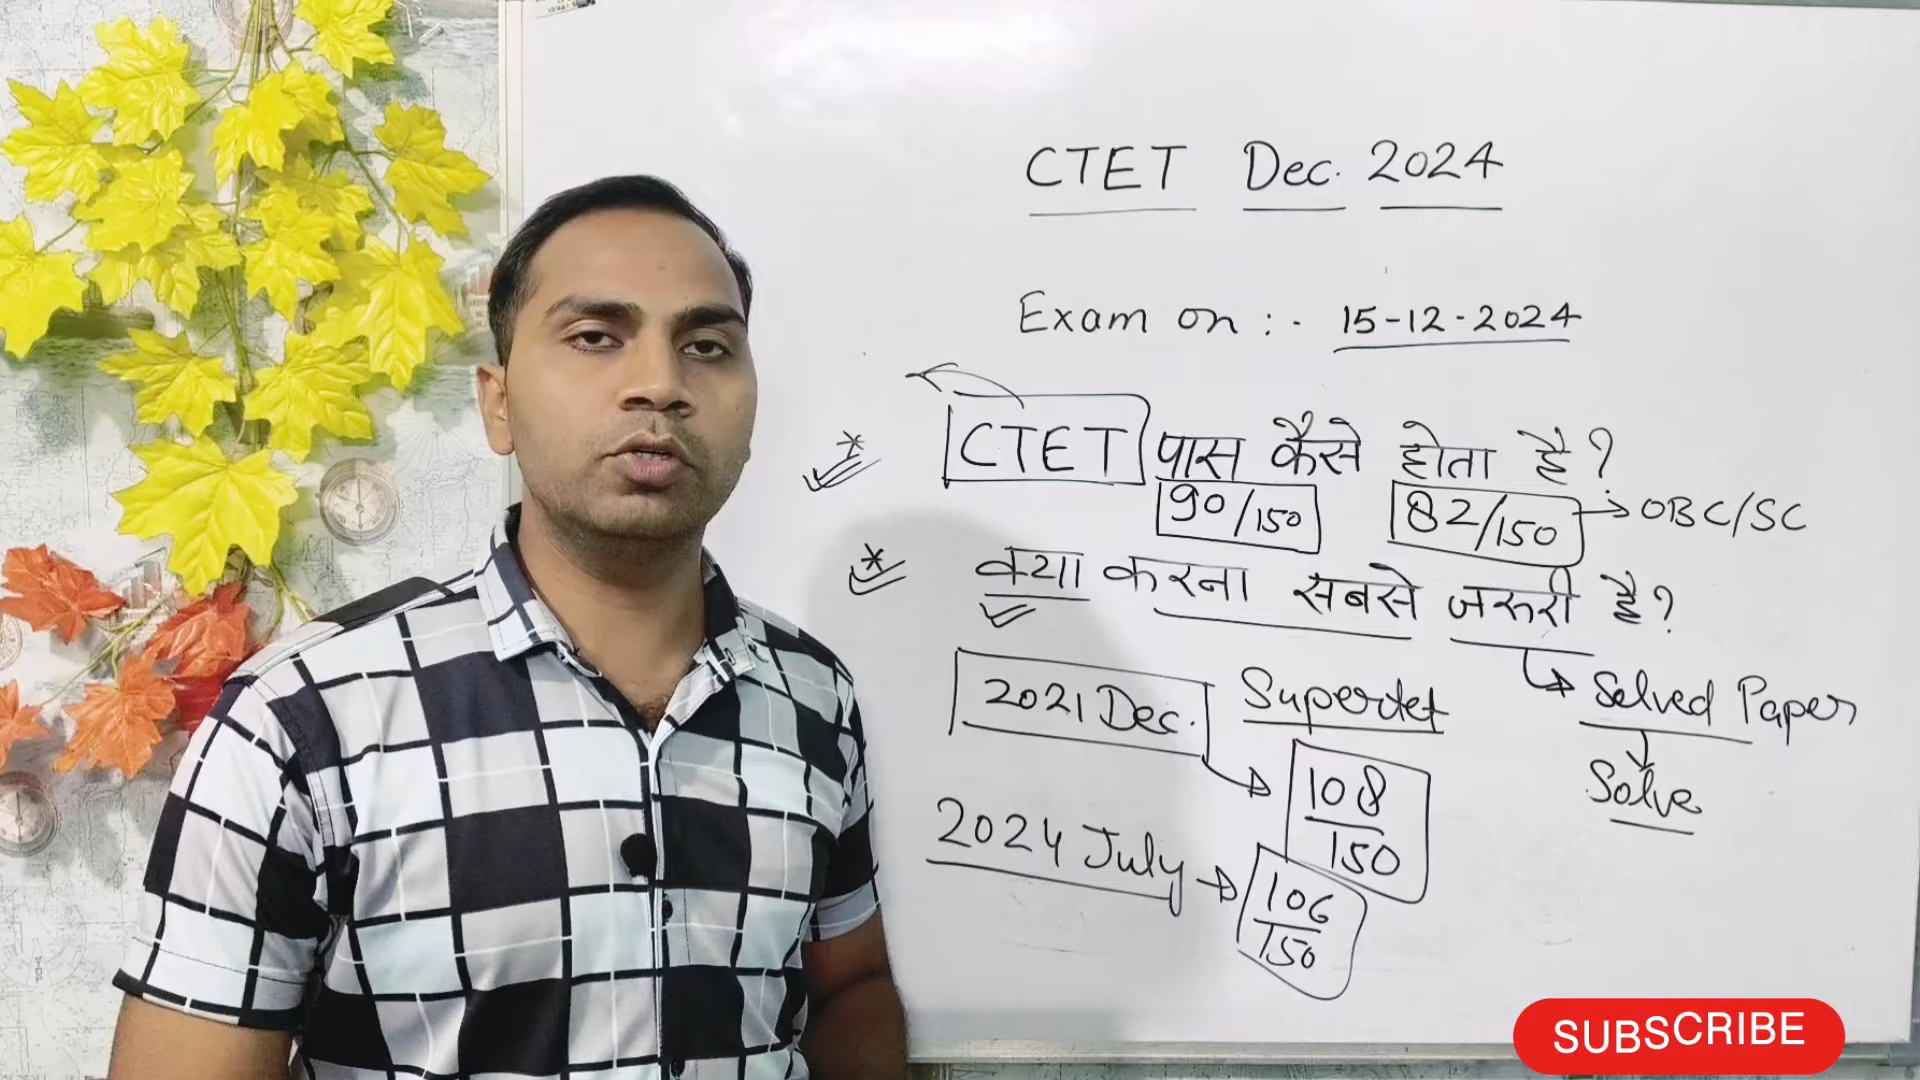 CTET Dec. 2024
Exam on :- 15-12-2024
* CTET पास कैसे होता है?
90/150 82/150 → OBC/SC
* क्या करना सबसे जरूरी है?
2021 Dec. Supertet → Solved Paper
108/150 Solve
2024 July → 106/150
SUBSCRIBE